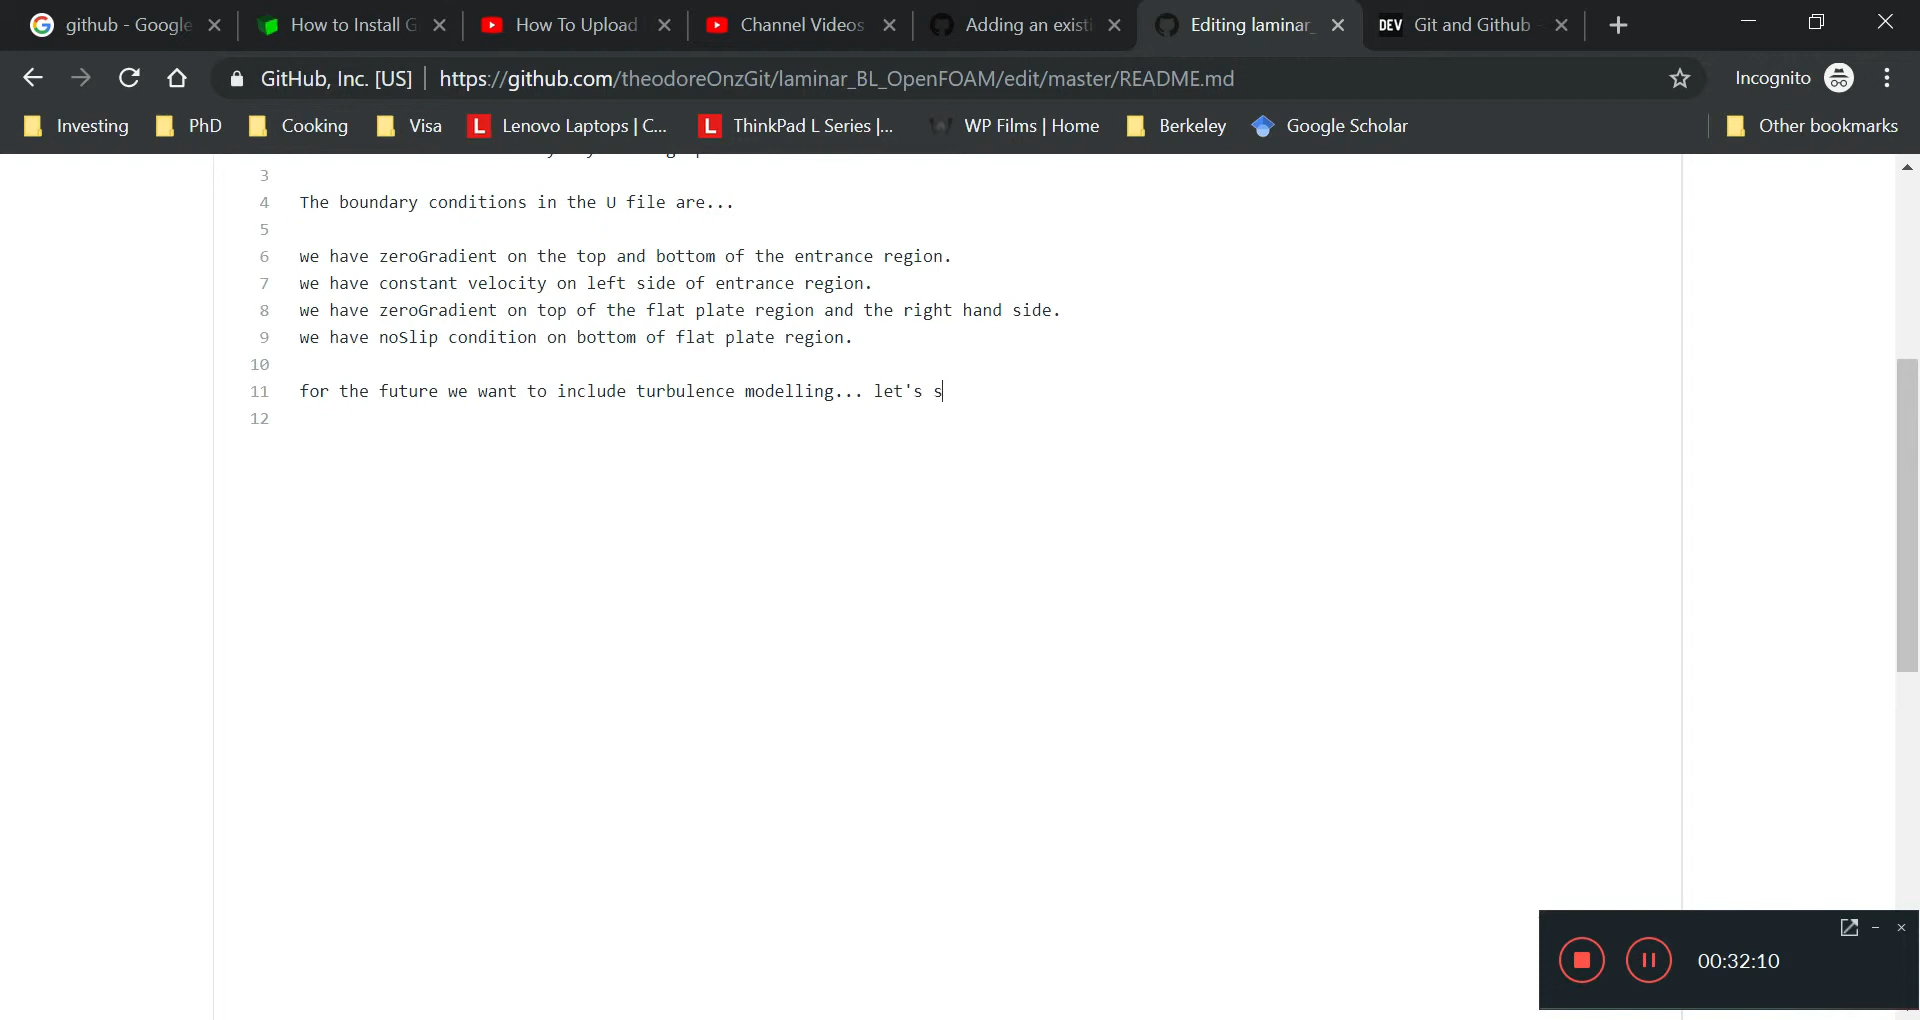 github - Google
How to Install G
How To Upload
Channel Videos
Adding an existi
Editing laminar_
DEV Git and Github -
GitHub, Inc. [US] https://github.com/theodoreOnzGit/laminar_BL_OpenFOAM/edit/master/README.md
Incognito
Investing
PhD
Cooking
Visa
L Lenovo Laptops | C...
L ThinkPad L Series |...
WP Films | Home
Berkeley
Google Scholar
Other bookmarks
3
4 The boundary conditions in the U file are...
5
6 we have zeroGradient on the top and bottom of the entrance region.
7 we have constant velocity on left side of entrance region.
8 we have zeroGradient on top of the flat plate region and the right hand side.
9 we have noSlip condition on bottom of flat plate region.
10
11 for the future we want to include turbulence modelling... let's s
12
00:32:10